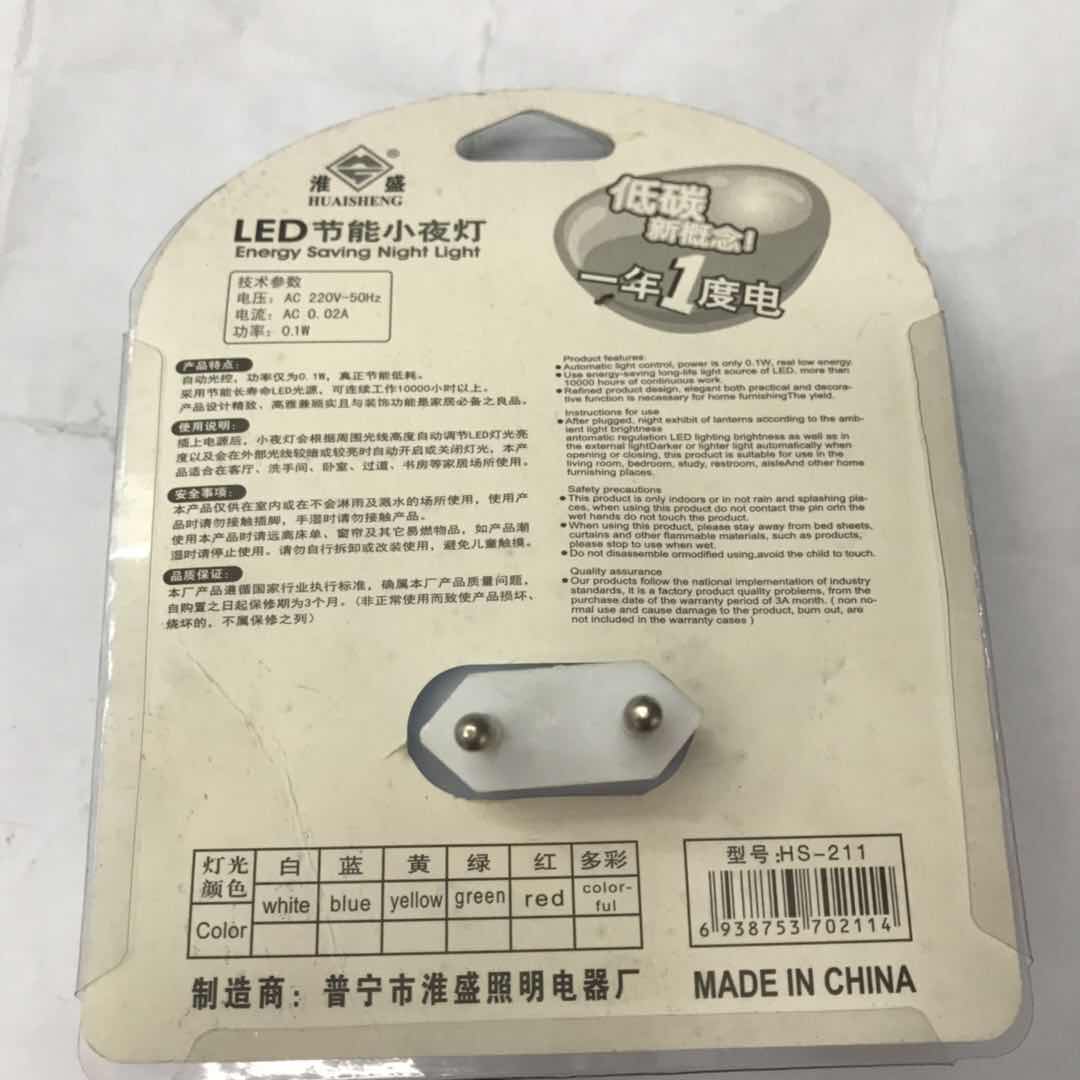 淮盛®
HUAISHENG
LED节能小夜灯
Energy Saving Night Light
低碳
新概念!
一年1度电
技术参数
电压：AC 220V-50Hz
电流：AC 0.02A
功率：0.1W
产品特点：
自动光控，功率仅为0.1W，真正节能低耗。
采用节能长寿命LED光源，可连续工作10000小时以上。
产品设计精致、高雅兼顾实且与装饰功能是家居必备之良品。
使用说明：
插上电源后，小夜灯会根据周围光线高度自动调节LED灯光亮
度以及会在外部光线较暗或较亮时自动开启或关闭灯光，本产
品适合在客厅、洗手间、卧室、过道、书房等家居场所使用。
安全事项：
本产品仅供在室内或在不会淋雨及溅水的场所使用，使用产
品时请勿接触插脚，手湿时请勿接触产品。
使用本产品时请远离床单、窗帘及其它易燃物品，如产品潮
湿时请停止使用。请勿自行拆卸或改装使用，避免儿童触摸。
品质保证：
本厂产品遵循国家行业执行标准，确属本厂产品质量问题，
自购置之日起保修期为3个月。（非正常使用而致使产品损坏、
烧坏的，不属保修之列）
Product features:
●Automatic light control, power is only 0.1W, real low energy.
●Use energy-saving long-life light source of LED, more than
10000 hours of continuous work.
●Refined product design, elegant both practical and decora-
tive function is necessary for home furnishingThe yield.
Instructions for use
●After plugged, night exhibit of lanterns according to the amb-
ient light brightness
antomatic regulation LED lighting brightness as well as in
the external lightDarker or lighter light automatically when
opening or closing, this product is suitable for use in the
living room, bedroom, study, restroom, aisleAnd other home
furnishing places.
Safety precautions
●This product is only indoors or in not rain and splashing pla-
ces, when using this product do not contact the pin orln the
wet hands do not touch the product.
●When using this product, please stay away from bed sheets,
curtains and other flammable materials, such as products,
please stop to use when wet.
●Do not disassemble ormodified using,avoid the child to touch.
Quality assurance
●Our products follow the national implementation of industry
standards, it is a factory product quality problems, from the
purchase date of the warranty period of 3A month. ( non no-
rmal use and cause damage to the product, burn out, are
not included in the warranty cases )
灯光 白 蓝 黄 绿 红 多彩
颜色 white blue yellow green red color-
ful
Color
型号:HS-211
6 938753 702114
制造商：普宁市淮盛照明电器厂
MADE IN CHINA